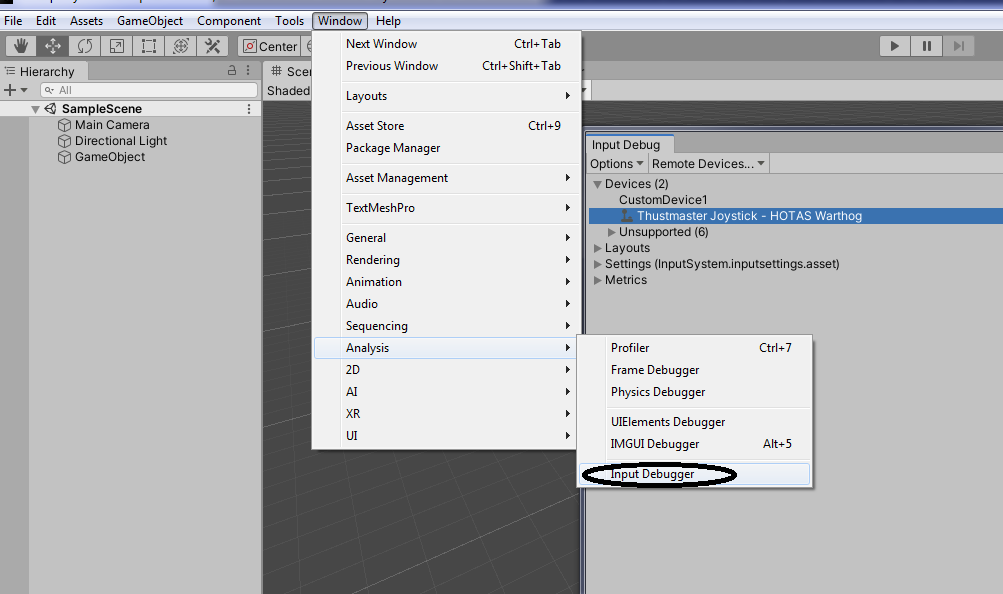 File Edit Assets GameObject Component Tools Window Help
Center
Hierarchy
All
SampleScene
Main Camera
Directional Light
GameObject
Shaded
Next Window Ctrl+Tab
Previous Window Ctrl+Shift+Tab
Layouts
Asset Store Ctrl+9
Package Manager
Asset Management
TextMeshPro
General
Rendering
Animation
Audio
Sequencing
Analysis
2D
AI
XR
UI
Profiler Ctrl+7
Frame Debugger
Physics Debugger
UIElements Debugger
IMGUI Debugger Alt+5
Input Debugger
Input Debug
Options Remote Devices...
Devices (2)
CustomDevice1
Thustmaster Joystick - HOTAS Warthog
Unsupported (6)
Layouts
Settings (InputSystem.inputsettings.asset)
Metrics